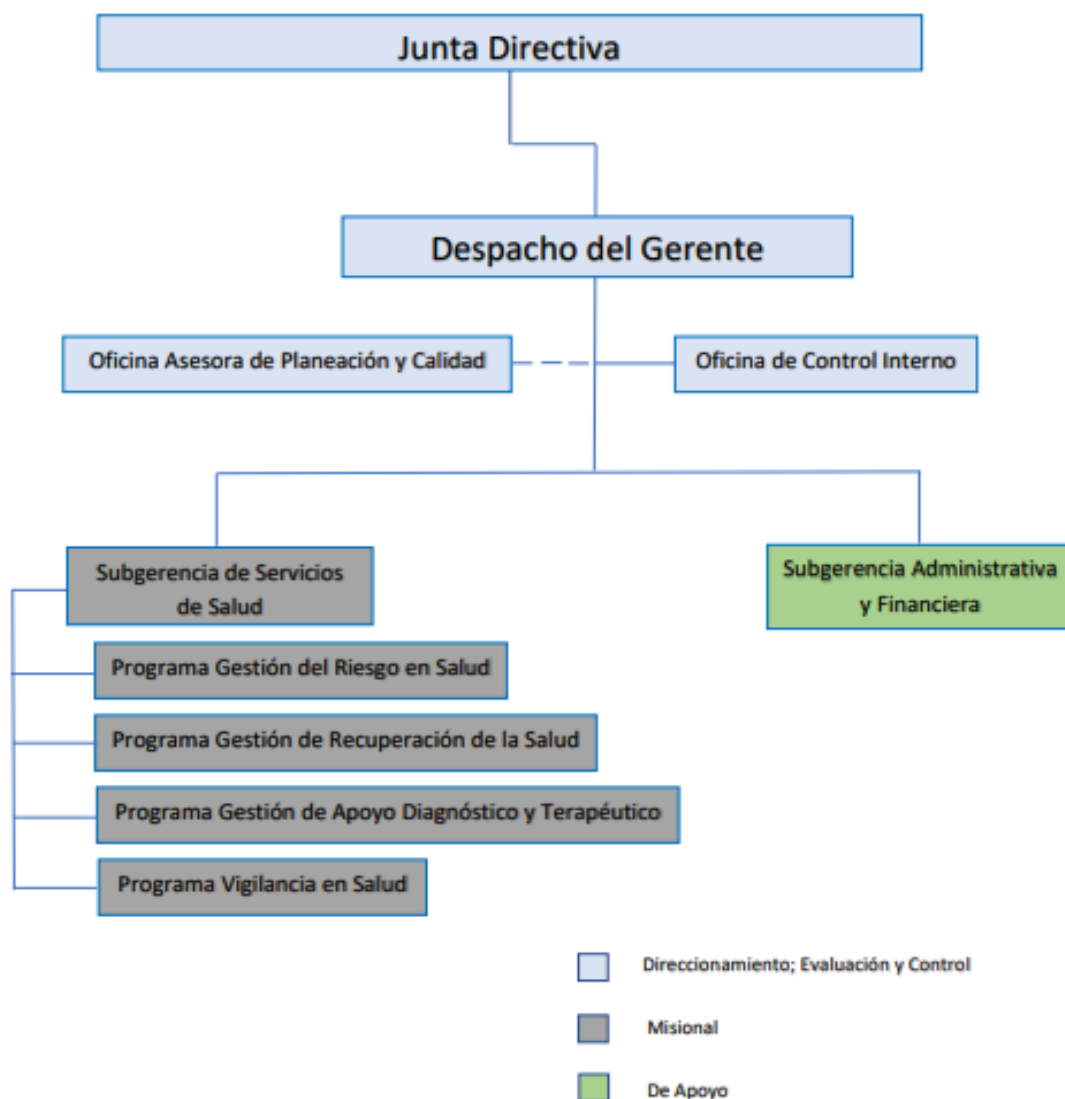 Junta Directiva
Despacho del Gerente
Oficina Asesora de Planeación y Calidad
Oficina de Control Interno
Subgerencia de Servicios
de Salud
Subgerencia Administrativa
y Financiera
Programa Gestión del Riesgo en Salud
Programa Gestión de Recuperación de la Salud
Programa Gestión de Apoyo Diagnóstico y Terapéutico
Programa Vigilancia en Salud
Direccionamiento; Evaluación y Control
Misional
De Apoyo